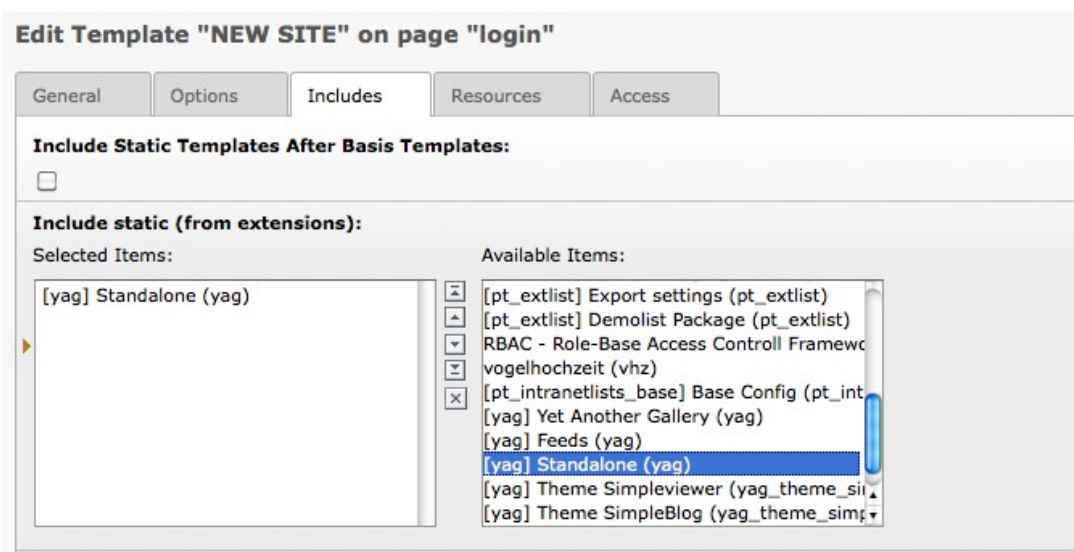 Edit Template "NEW SITE" on page "login"
General Options Includes Resources Access
Include Static Templates After Basis Templates:
Include static (from extensions):
Selected Items: Available Items:
[yag] Standalone (yag)
[pt_extlist] Export settings (pt_extlist)
[pt_extlist] Demolist Package (pt_extlist)
RBAC - Role-Base Access Controll Framewo
vogelhochzeit (vhz)
[pt_intranetlists_base] Base Config (pt_int
[yag] Yet Another Gallery (yag)
[yag] Feeds (yag)
[yag] Standalone (yag)
[yag] Theme Simpleviewer (yag_theme_sii
[yag] Theme SimpleBlog (yag_theme_simp